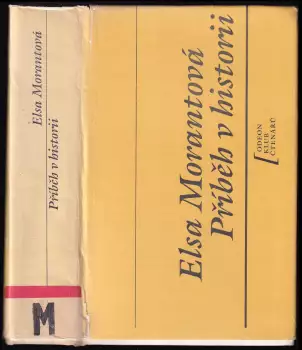 Elsa Morantová
Příběh v historii
M
Elsa Morantová
Příběh v historii
ODEON
KLUB
ČTENÁŘŮ